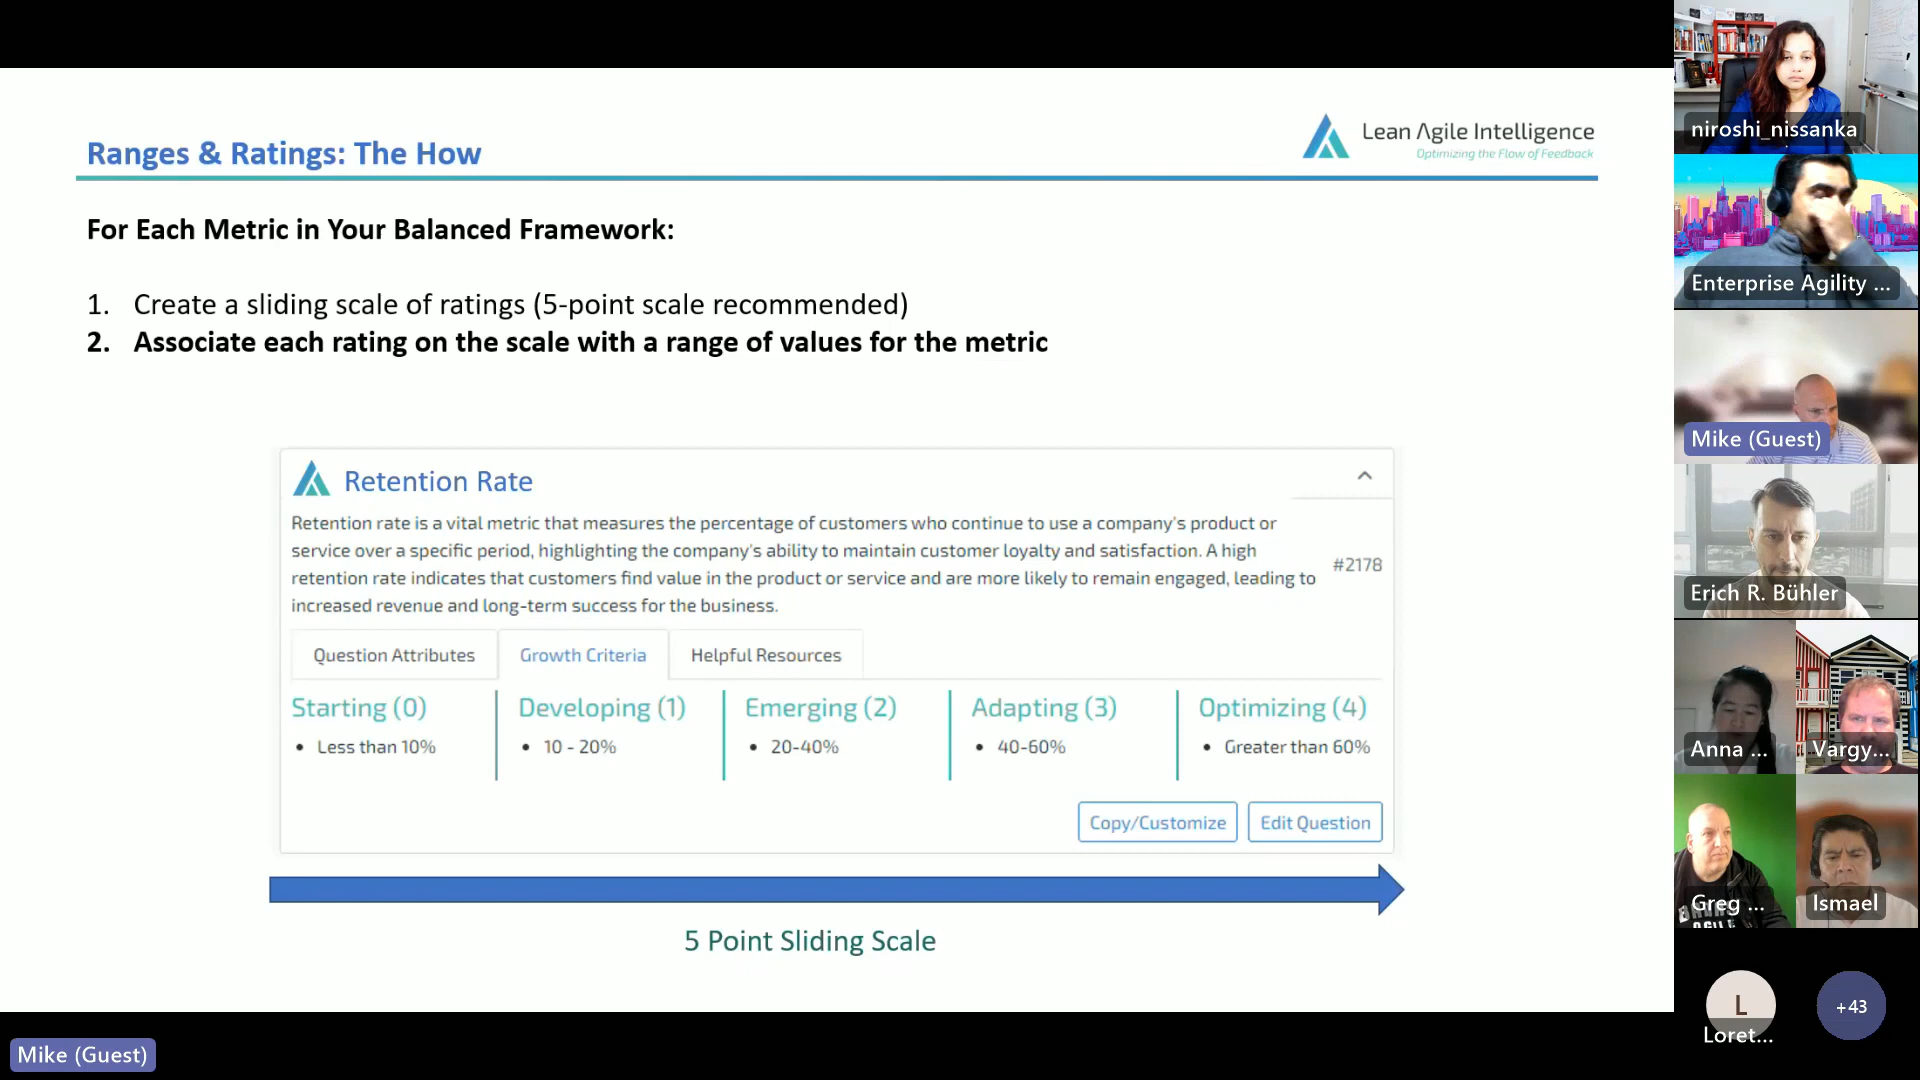 Ranges & Ratings: The How
Lean Agile Intelligence
Optimizing the Flow of Feedback
For Each Metric in Your Balanced Framework:
1. Create a sliding scale of ratings (5-point scale recommended)
2. Associate each rating on the scale with a range of values for the metric
Retention Rate
Retention rate is a vital metric that measures the percentage of customers who continue to use a company's product or
service over a specific period, highlighting the company's ability to maintain customer loyalty and satisfaction. A high
retention rate indicates that customers find value in the product or service and are more likely to remain engaged, leading to
increased revenue and long-term success for the business.
#2178
Question Attributes
Growth Criteria
Helpful Resources
Starting (0)
• Less than 10%
Developing (1)
• 10 - 20%
Emerging (2)
• 20-40%
Adapting (3)
• 40-60%
Optimizing (4)
• Greater than 60%
Copy/Customize
Edit Question
5 Point Sliding Scale
Mike (Guest)
niroshi_nissanka
Enterprise Agility ...
Mike (Guest)
Erich R. Bühler
Anna ...
Vargy...
Greg ...
Ismael
L
Loret...
+43